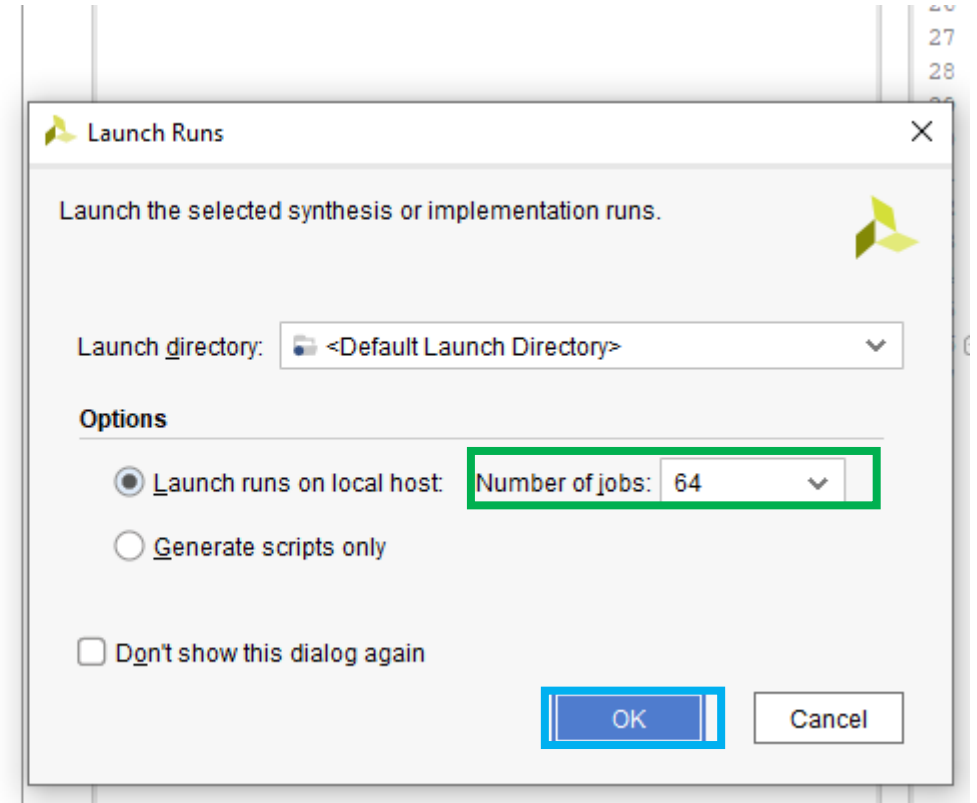 27
28
Launch Runs
Launch the selected synthesis or implementation runs.
Launch directory: <Default Launch Directory>
Options
Launch runs on local host: Number of jobs: 64
Generate scripts only
Don't show this dialog again
OK Cancel